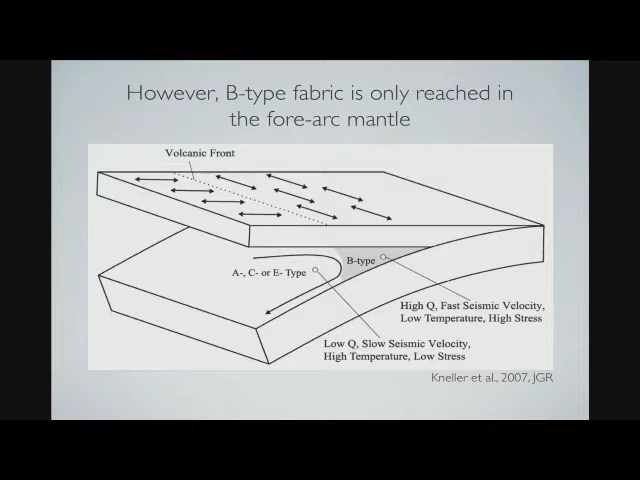 However, B-type fabric is only reached in
the fore-arc mantle
Volcanic Front
B-type
A-, C- or E- Type
High Q, Fast Seismic Velocity,
Low Temperature, High Stress
Low Q, Slow Seismic Velocity,
High Temperature, Low Stress
Kneller et al., 2007, JGR